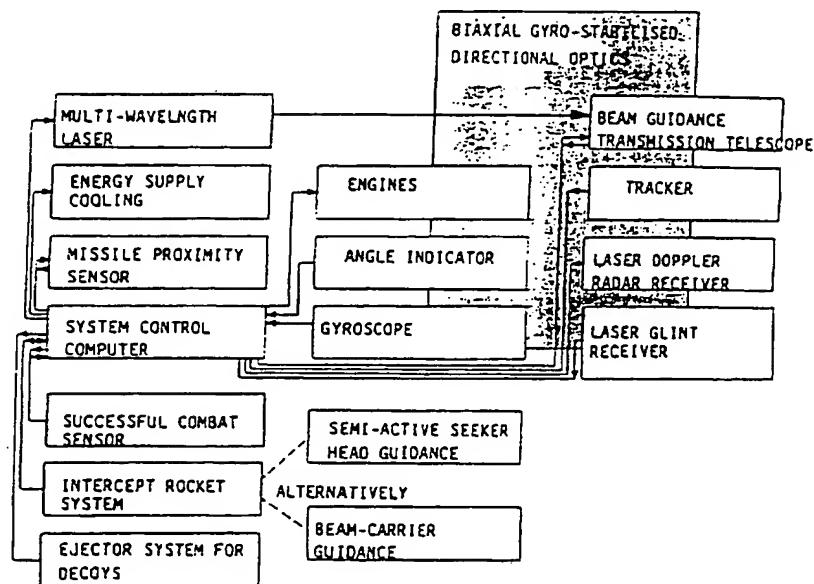 BIAXIAL GYRO-STABILISED
DIRECTIONAL OPTICS
MULTI-WAVELNGTH
LASER
BEAM GUIDANCE
TRANSMISSION TELESCOPE
ENERGY SUPPLY
COOLING
ENGINES
TRACKER
MISSILE PROXIMITY
SENSOR
ANGLE INDICATOR
LASER DOPPLER
RADAR RECEIVER
SYSTEM CONTROL
COMPUTER
GYROSCOPE
LASER GLINT
RECEIVER
SUCCESSFUL COMBAT
SENSOR
SEMI-ACTIVE SEEKER
HEAD GUIDANCE
INTERCEPT ROCKET
SYSTEM
ALTERNATIVELY
BEAM-CARRIER
GUIDANCE
EJECTOR SYSTEM FOR
DECOYS